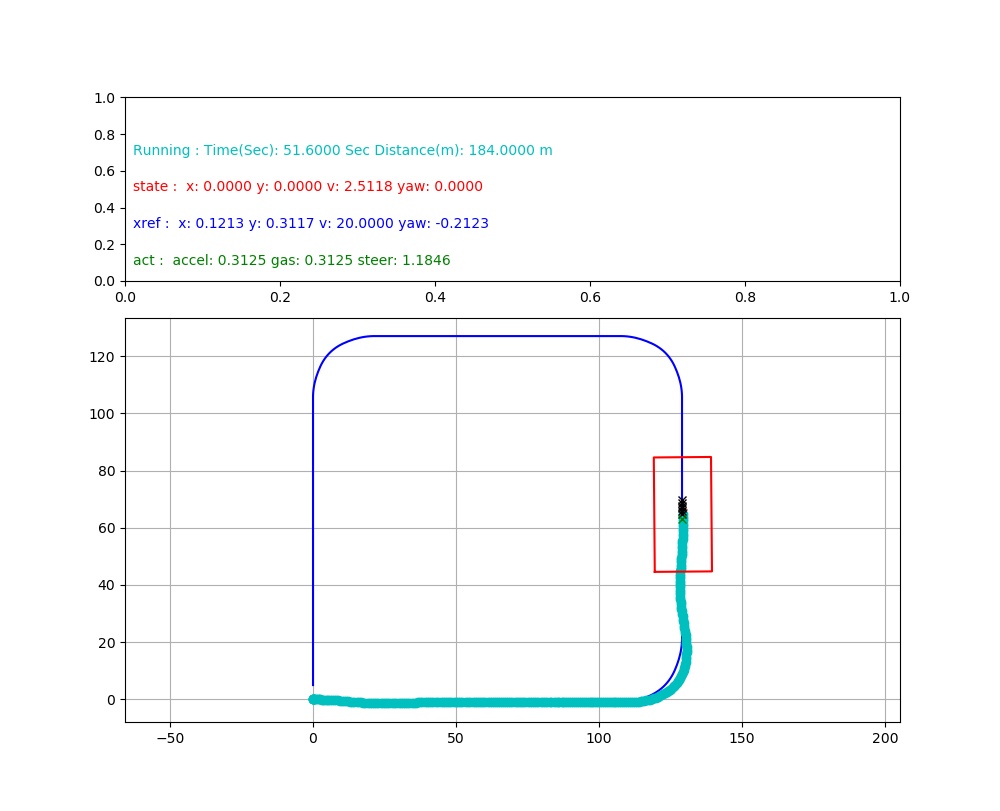 1.0
0.8
Running : Time(Sec): 51.6000 Sec Distance(m): 184.0000 m
0.6
state :  x: 0.0000 y: 0.0000 v: 2.5118 yaw: 0.0000
0.4
xref :  x: 0.1213 y: 0.3117 v: 20.0000 yaw: -0.2123
0.2
act :  accel: 0.3125 gas: 0.3125 steer: 1.1846
0.0
0.0 0.2 0.4 0.6 0.8 1.0
120
100
80
60
40
20
0
−50 0 50 100 150 200